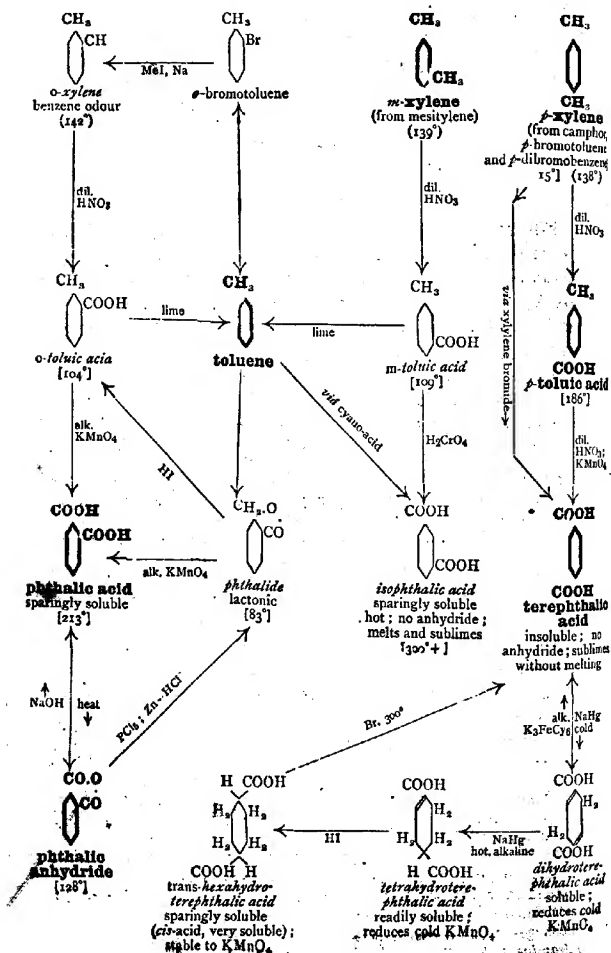 CH₃
CH
MeI, Na
o-xylene
benzene odour
(142°)
CH₃
Br
o-bromotoluene
CH₃
CH₃
m-xylene
(from mesitylene)
(139°)
CH₃
CH₃
p-xylene
(from camphor,
p-bromotoluene
and p-dibromobenzene
15°] (138°)
dil.
HNO₃
dil.
HNO₃
dil.
HNO₃
via xylylene bromide
CH₃
COOH
o-toluic acid
[104°]
lime
CH₃
toluene
lime
CH₃
COOH
m-toluic acid
[109°]
CH₃
COOH
p-toluic acid
[186°]
alk.
KMnO₄
HI
via cyano-acid
H₂CrO₄
dil.
HNO₃;
KMnO₄
COOH
COOH
phthalic acid
sparingly soluble
[213°]
alk. KMnO₄
CH₂.O
CO
phthalide
lactonic
[83°]
COOH
COOH
isophthalic acid
sparingly soluble
hot; no anhydride;
melts and sublimes
[300°+]
COOH
COOH
terephthalic
acid
insoluble; no
anhydride; sublimes
without melting
NaOH
heat
PCl₅; Zn-HCl
Br, 300°
alk.
K₃FeCy₆
NaHg
cold
CO.O
CO
phthalic
anhydride
[128°]
H COOH
H₂ H₂
H₂ H₂
COOH H
trans-hexahydro-
terephthalic acid
sparingly soluble
(cis-acid, very soluble);
stable to KMnO₄
HI
COOH
H₂
H₂ H₂
H COOH
tetrahydrotere-
phthalic acid
readily soluble;
reduces cold KMnO₄
NaHg
hot, alkaline
COOH
H₂
H₂
COOH
dihydrotere-
phthalic acid
soluble;
reduces cold
KMnO₄